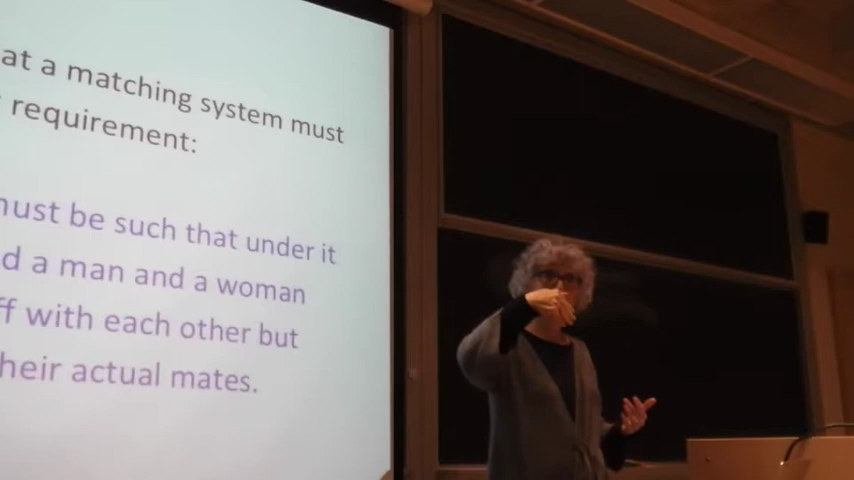 at a matching system must
requirement:
must be such that under it
a man and a woman
with each other but
their actual mates.